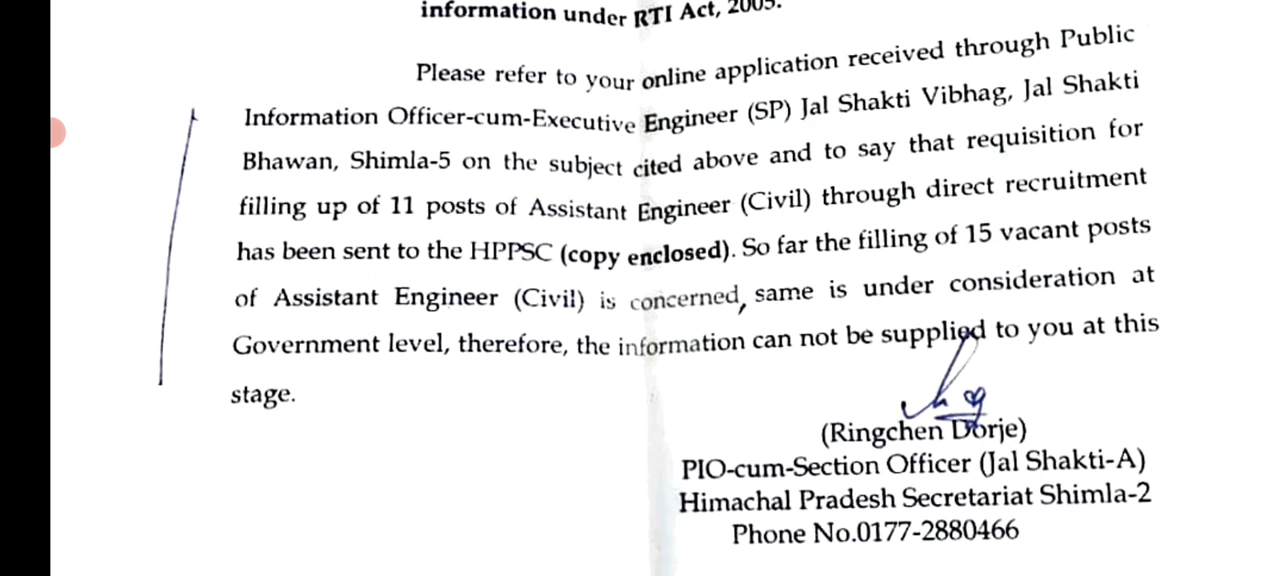 information under RTI Act, 2005.
Please refer to your online application received through Public
Information Officer-cum-Executive Engineer (SP) Jal Shakti Vibhag, Jal Shakti
Bhawan, Shimla-5 on the subject cited above and to say that requisition for
filling up of 11 posts of Assistant Engineer (Civil) through direct recruitment
has been sent to the HPPSC (copy enclosed). So far the filling of 15 vacant posts
of Assistant Engineer (Civil) is concerned, same is under consideration at
Government level, therefore, the information can not be supplied to you at this
stage.
(Ringchen Dorje)
PIO-cum-Section Officer (Jal Shakti-A)
Himachal Pradesh Secretariat Shimla-2
Phone No.0177-2880466